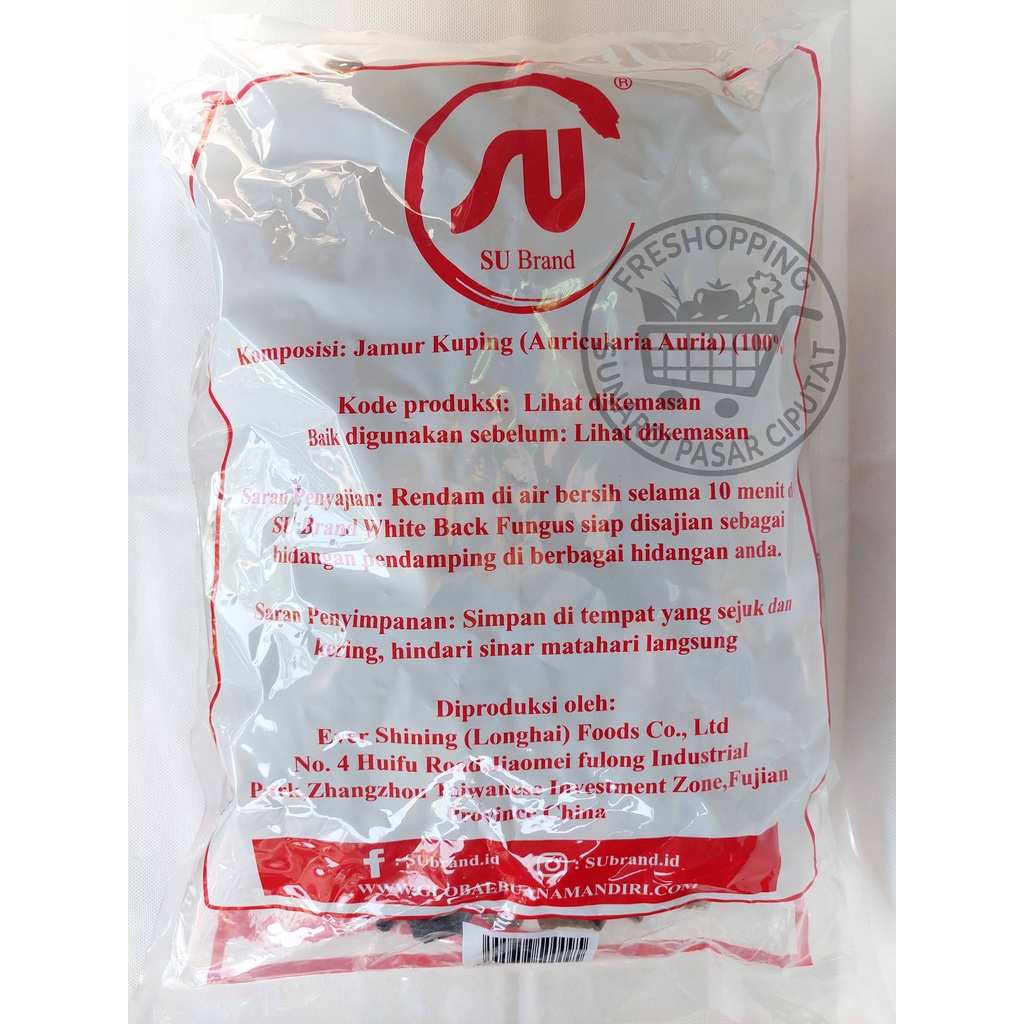 SU
®
SU Brand
FRESHOPPING
SUNARDI PASAR CIPUTAT
Komposisi: Jamur Kuping (Auricularia Auria) (100%
Kode produksi: Lihat dikemasan
Baik digunakan sebelum: Lihat dikemasan
Saran Penyajian: Rendam di air bersih selama 10 menit d
SU Brand White Back Fungus siap disajian sebagai
hidangan pendamping di berbagai hidangan anda.
Saran Penyimpanan: Simpan di tempat yang sejuk dan
kering, hindari sinar matahari langsung
Diproduksi oleh:
Ever Shining (Longhai) Foods Co., Ltd
No. 4 Huifu Road Jiaomei fulong Industrial
Park Zhangzhou Taiwanese Investment Zone,Fujian
Province China
f : SUbrand.id : SUbrand.id
WWW.GLOBALBUANAMANDIRI.COM